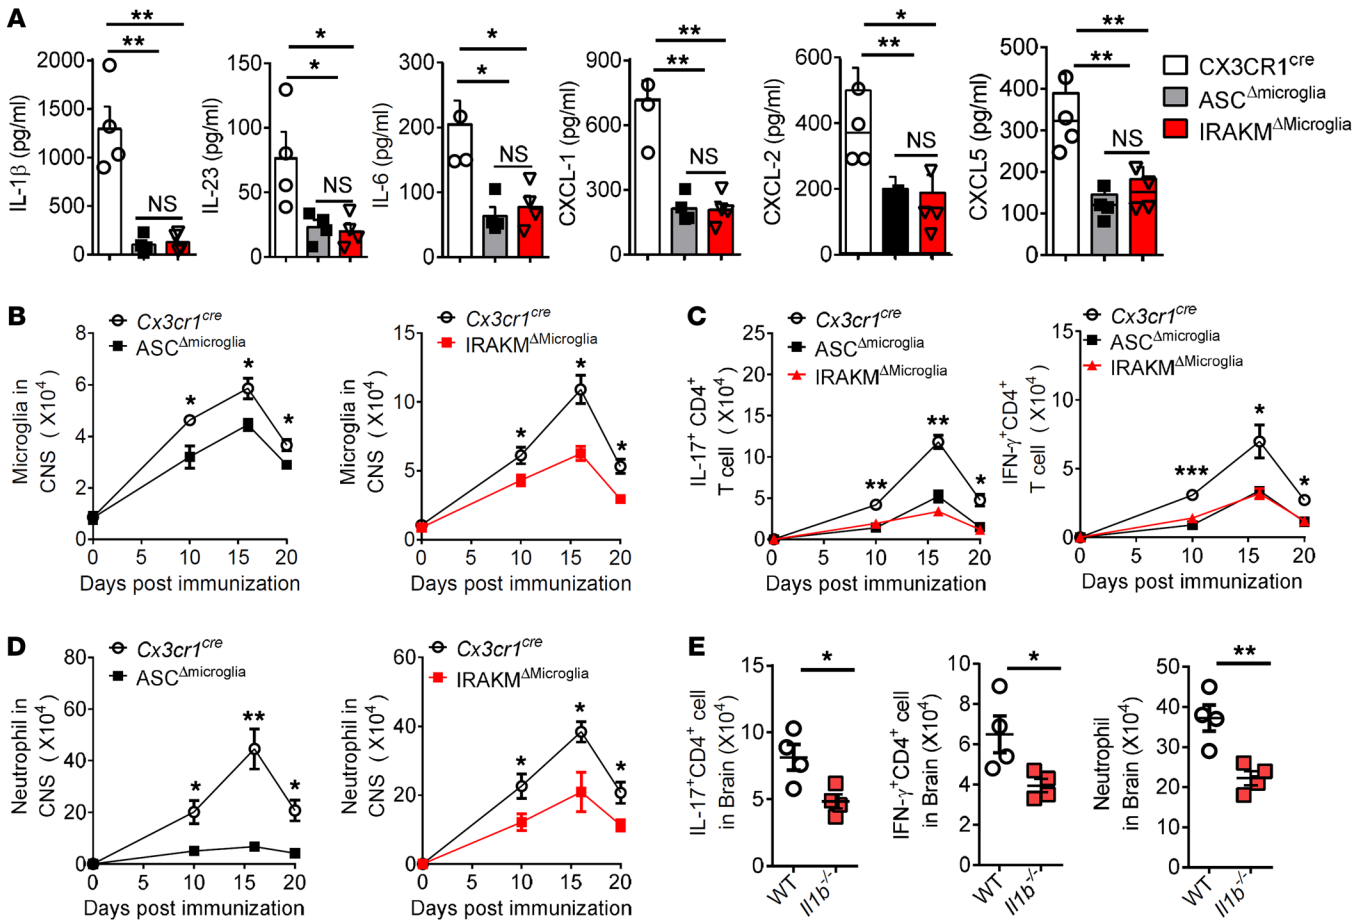 A
IL-1β (pg/ml)
2000
1500
1000
500
0
**
**
NS
IL-23 (pg/ml)
150
100
50
0
*
*
NS
IL-6 (pg/ml)
300
200
100
0
*
*
NS
CXCL-1 (pg/ml)
900
600
300
0
**
**
NS
CXCL-2 (pg/ml)
600
400
200
0
*
**
NS
CXCL5 (pg/ml)
500
400
300
200
100
0
**
**
NS
CX3CR1cre
ASCΔmicroglia
IRAKMΔMicroglia
B
Cx3cr1cre
ASCΔmicroglia
Microglia in
CNS ( X10⁴)
8
6
4
2
0
*
*
*
0 5 10 15 20
Days post immunization
Cx3cr1cre
IRAKMΔMicroglia
Microglia in
CNS ( X10⁴)
15
10
5
0
*
*
*
0 5 10 15 20
Days post immunization
C
Cx3cr1cre
ASCΔmicroglia
IRAKMΔMicroglia
IL-17⁺ CD4⁺
T cell ( X10⁴)
25
20
15
10
5
0
**
**
*
0 5 10 15 20
Days post immunization
Cx3cr1cre
ASCΔmicroglia
IRAKMΔMicroglia
IFN-γ⁺CD4⁺
T cell ( X10⁴)
15
10
5
0
***
*
*
0 5 10 15 20
Days post immunization
D
Cx3cr1cre
ASCΔmicroglia
Neutrophil in
CNS (X10⁴)
80
60
40
20
0
*
**
*
0 5 10 15 20
Days post immunization
Cx3cr1cre
IRAKMΔMicroglia
Neutrophil in
CNS (X10⁴)
60
40
20
0
*
*
*
0 5 10 15 20
Days post immunization
E
IL-17⁺CD4⁺ cell
in Brain (X10⁴)
15
10
5
0
*
WT
Il1b-/-
IFN-γ⁺CD4⁺ cell
in Brain (X10⁴)
10
8
6
4
2
0
*
WT
Il1b-/-
Neutrophil
in Brain (X10⁴)
50
40
30
20
10
0
**
WT
Il1b-/-